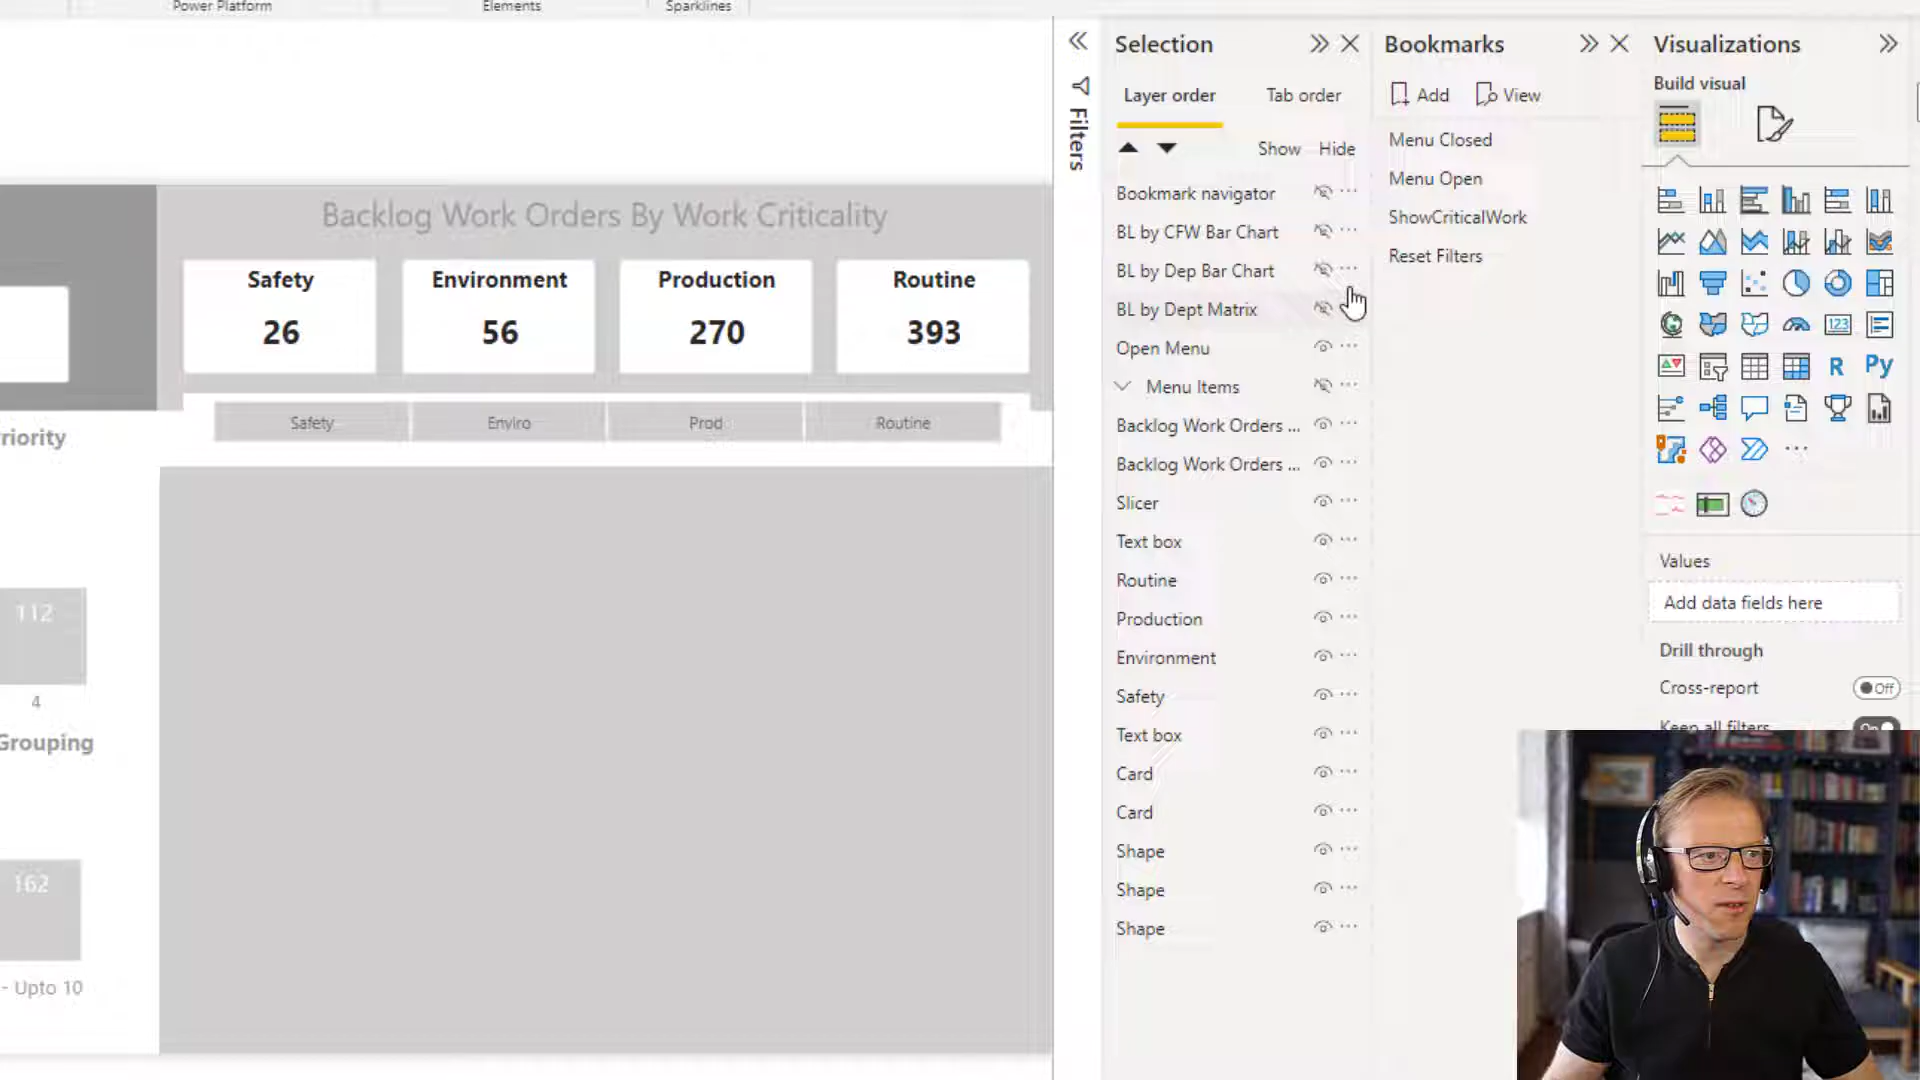 Power Platform
Elements
Sparklines
Backlog Work Orders By Work Criticality
Safety
26
Environment
56
Production
270
Routine
393
Safety
Enviro
Prod
Routine
riority
112
4
Grouping
162
- Upto 10
Filters
Selection
Layer order
Tab order
Show
Hide
Bookmark navigator
BL by CFW Bar Chart
BL by Dep Bar Chart
BL by Dept Matrix
Open Menu
Menu Items
Backlog Work Orders ...
Backlog Work Orders ...
Slicer
Text box
Routine
Production
Environment
Safety
Text box
Card
Card
Shape
Shape
Shape
Bookmarks
Add
View
Menu Closed
Menu Open
ShowCriticalWork
Reset Filters
Visualizations
Build visual
123
R
Py
Values
Add data fields here
Drill through
Cross-report
Off
Keep all filters
On